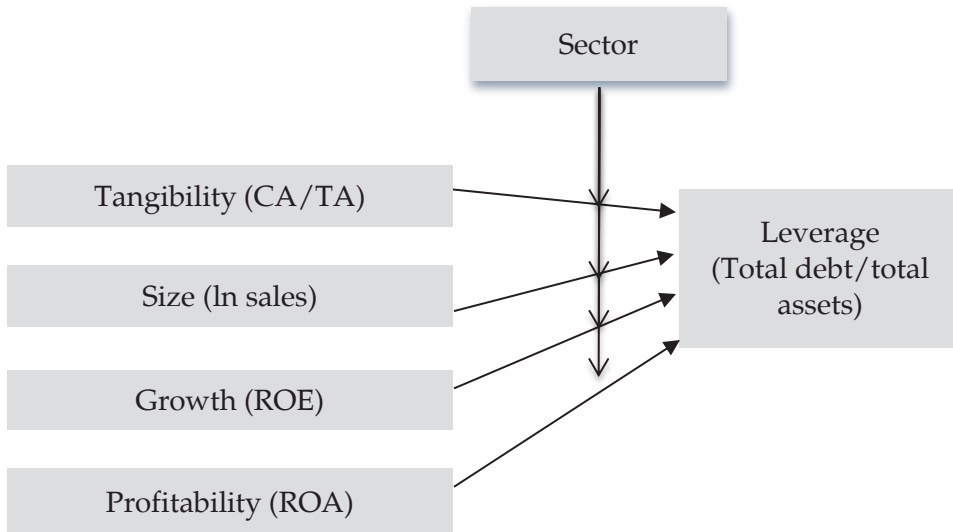 Sector
Tangibility (CA/TA)
Size (ln sales)
Growth (ROE)
Profitability (ROA)
Leverage
(Total debt/total
assets)